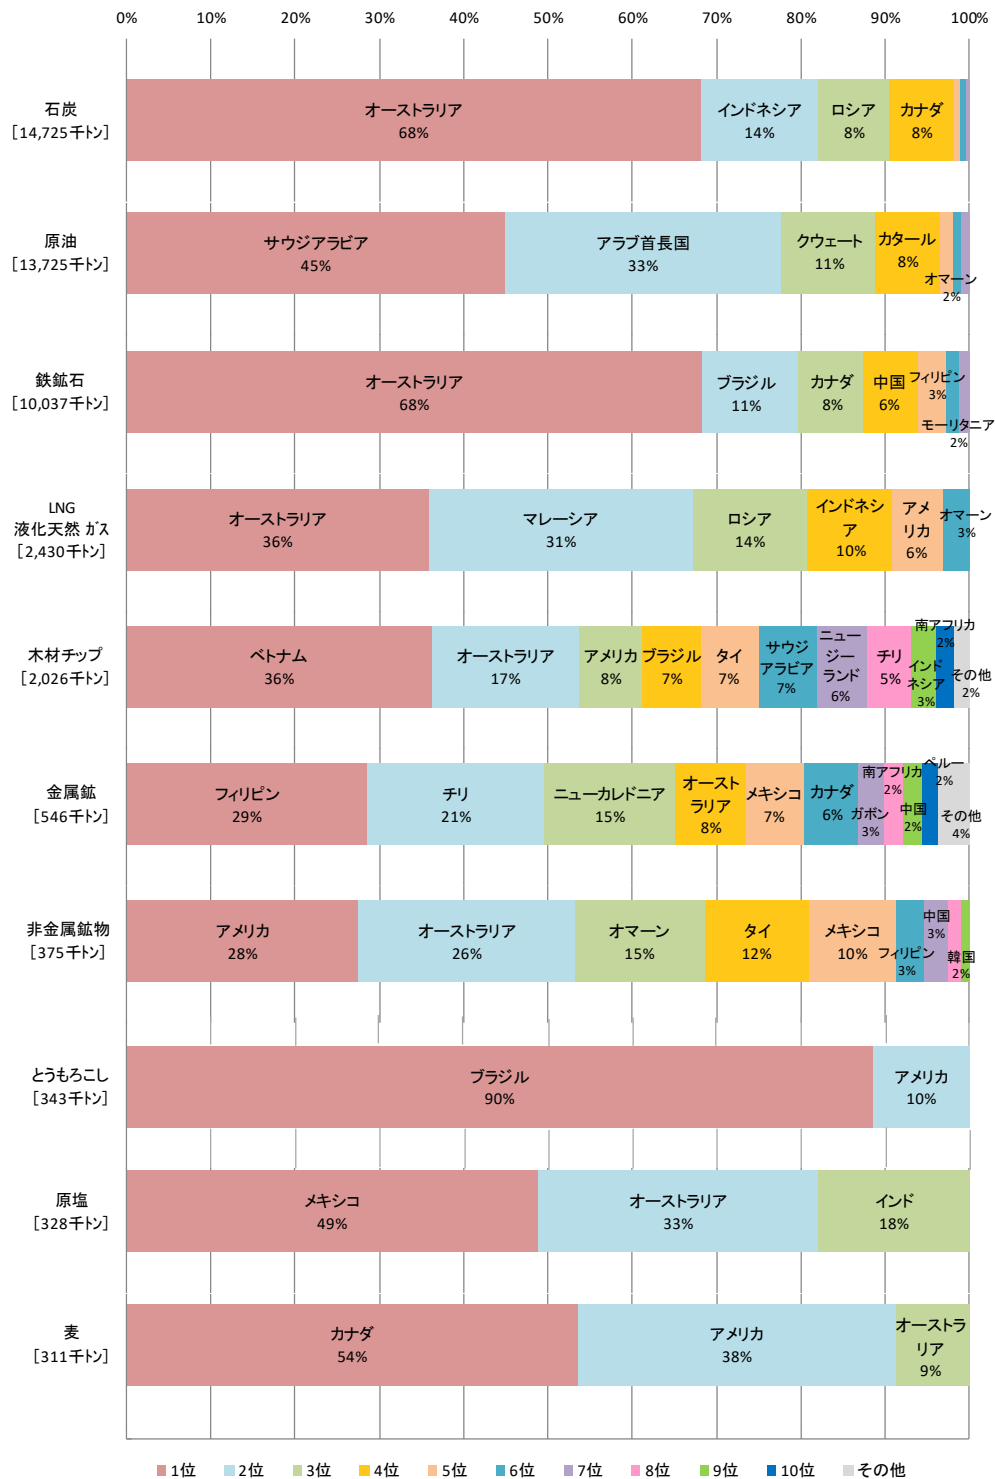 0% 10% 20% 30% 40% 50% 60% 70% 80% 90% 100%
石炭
[14,725千トン]
オーストラリア
68%
インドネシア
14%
ロシア
8%
カナダ
8%
原油
[13,725千トン]
サウジアラビア
45%
アラブ首長国
33%
クウェート
11%
カタール
8%
オマーン
2%
鉄鉱石
[10,037千トン]
オーストラリア
68%
ブラジル
11%
カナダ
8%
中国
6%
フィリピン
3%
モーリタニア
2%
LNG
液化天然 ガス
[2,430千トン]
オーストラリア
36%
マレーシア
31%
ロシア
14%
インドネシ
ア
10%
アメ
リカ
6%
オマーン
3%
木材チップ
[2,026千トン]
ベトナム
36%
オーストラリア
17%
アメリカ
8%
ブラジル
7%
タイ
7%
サウジ
アラビア
7%
ニュー
ジー
ランド
6%
チリ
5%
インド
ネシア
3%
南アフリカ
2%
その他
2%
金属鉱
[546千トン]
フィリピン
29%
チリ
21%
ニューカレドニア
15%
オースト
ラリア
8%
メキシコ
7%
カナダ
6%
ガボン
3%
南アフリカ
2%
中国
2%
ペルー
2%
その他
4%
非金属鉱物
[375千トン]
アメリカ
28%
オーストラリア
26%
オマーン
15%
タイ
12%
メキシコ
10%
フィリピン
3%
中国
3%
韓国
2%
とうもろこし
[343千トン]
ブラジル
90%
アメリカ
10%
原塩
[328千トン]
メキシコ
49%
オーストラリア
33%
インド
18%
麦
[311千トン]
カナダ
54%
アメリカ
38%
オーストラ
リア
9%
1位 2位 3位 4位 5位 6位 7位 8位 9位 10位 その他